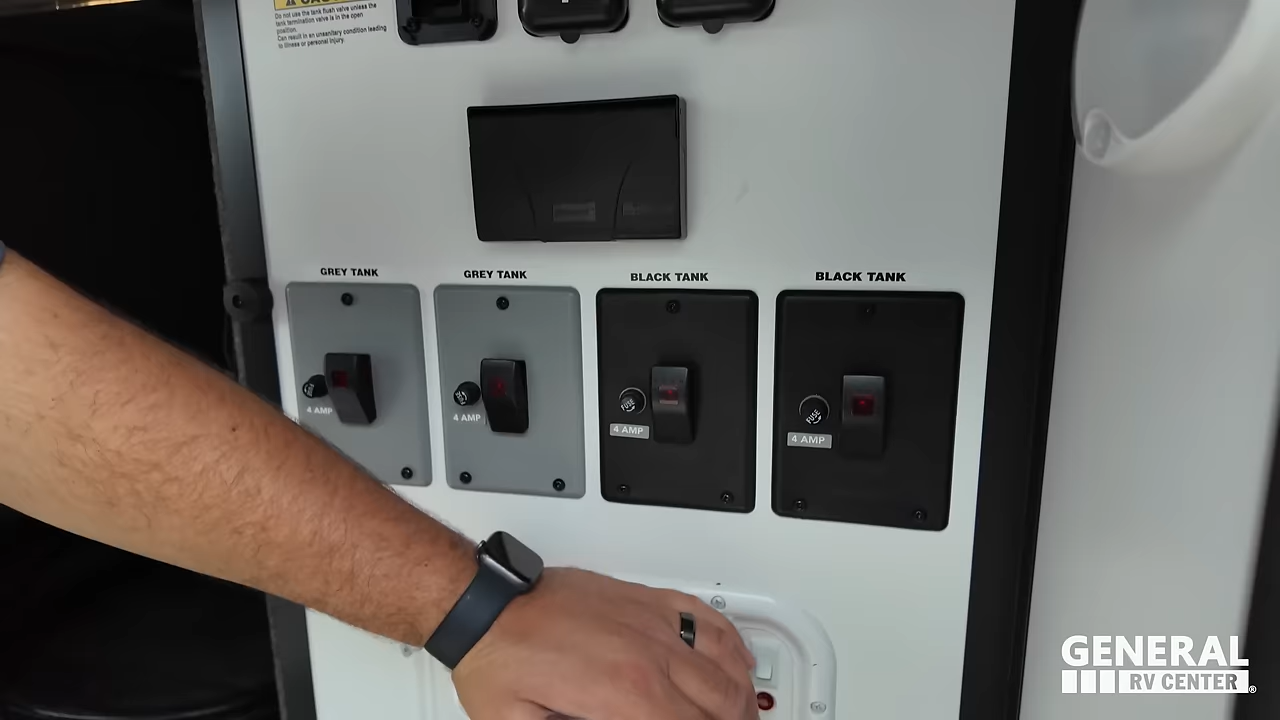 Do not use the tank flush valve unless the
tank termination valve is in the open
position.
Can result in an unsanitary condition leading
to illness or personal injury.
GREY TANK
GREY TANK
BLACK TANK
BLACK TANK
4 AMP
4 AMP
FUSE
4 AMP
FUSE
4 AMP
GENERAL
RV CENTER®